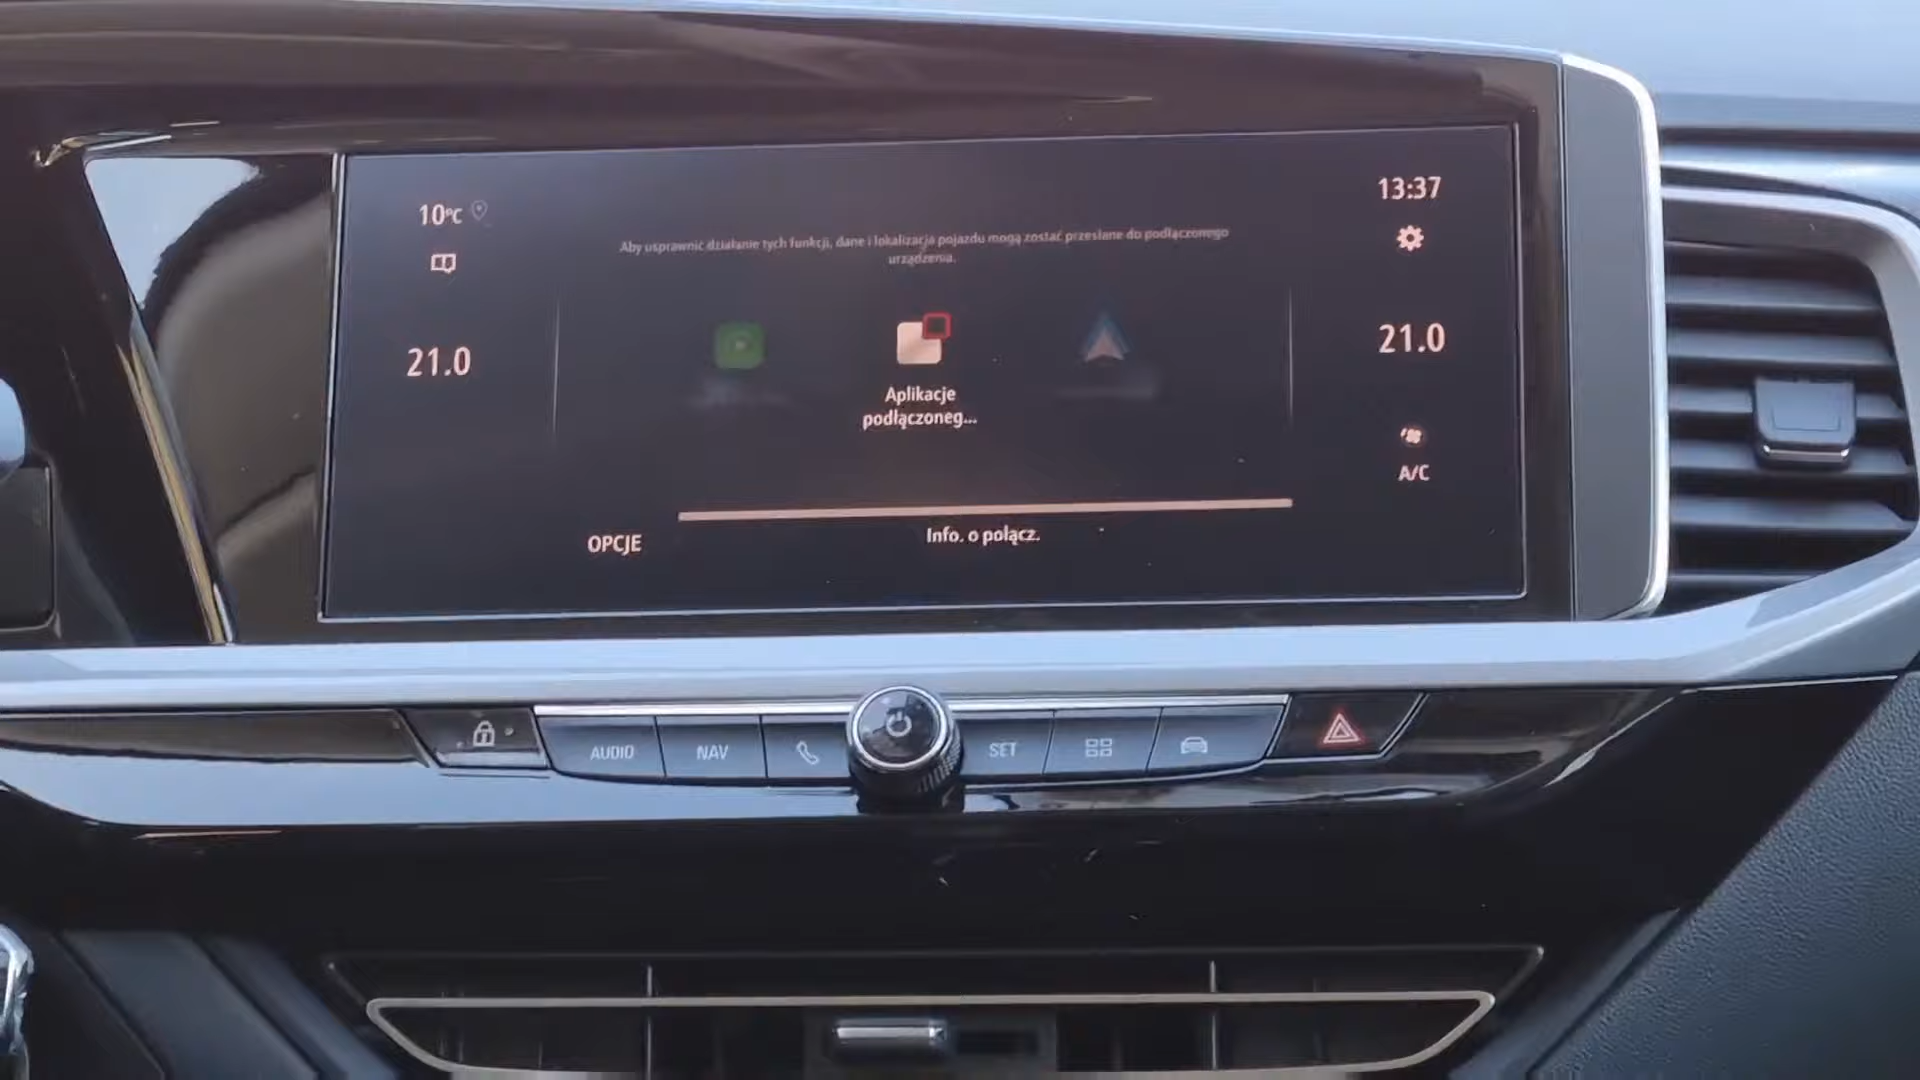 10°C
13:37
Aby usprawnić działanie tych funkcji, dane i lokalizacja pojazdu mogą zostać przesłane do podłączonego
urządzenia.
21.0
21.0
Aplikacje
podłączoneg...
A/C
OPCJE
Info. o połącz.
AUDIO
NAV
SET